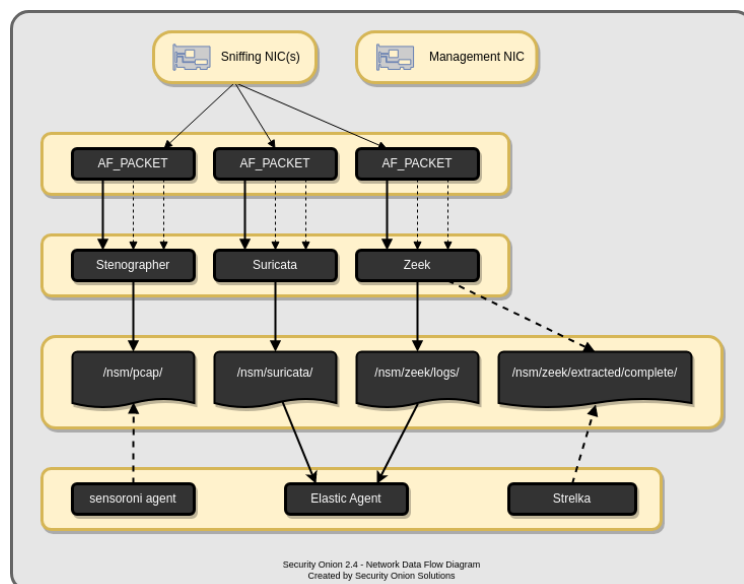 Sniffing NIC(s)
Management NIC
AF_PACKET
AF_PACKET
AF_PACKET
Stenographer
Suricata
Zeek
/nsm/pcap/
/nsm/suricata/
/nsm/zeek/logs/
/nsm/zeek/extracted/complete/
sensoroni agent
Elastic Agent
Strelka
Security Onion 2.4 - Network Data Flow Diagram
Created by Security Onion Solutions